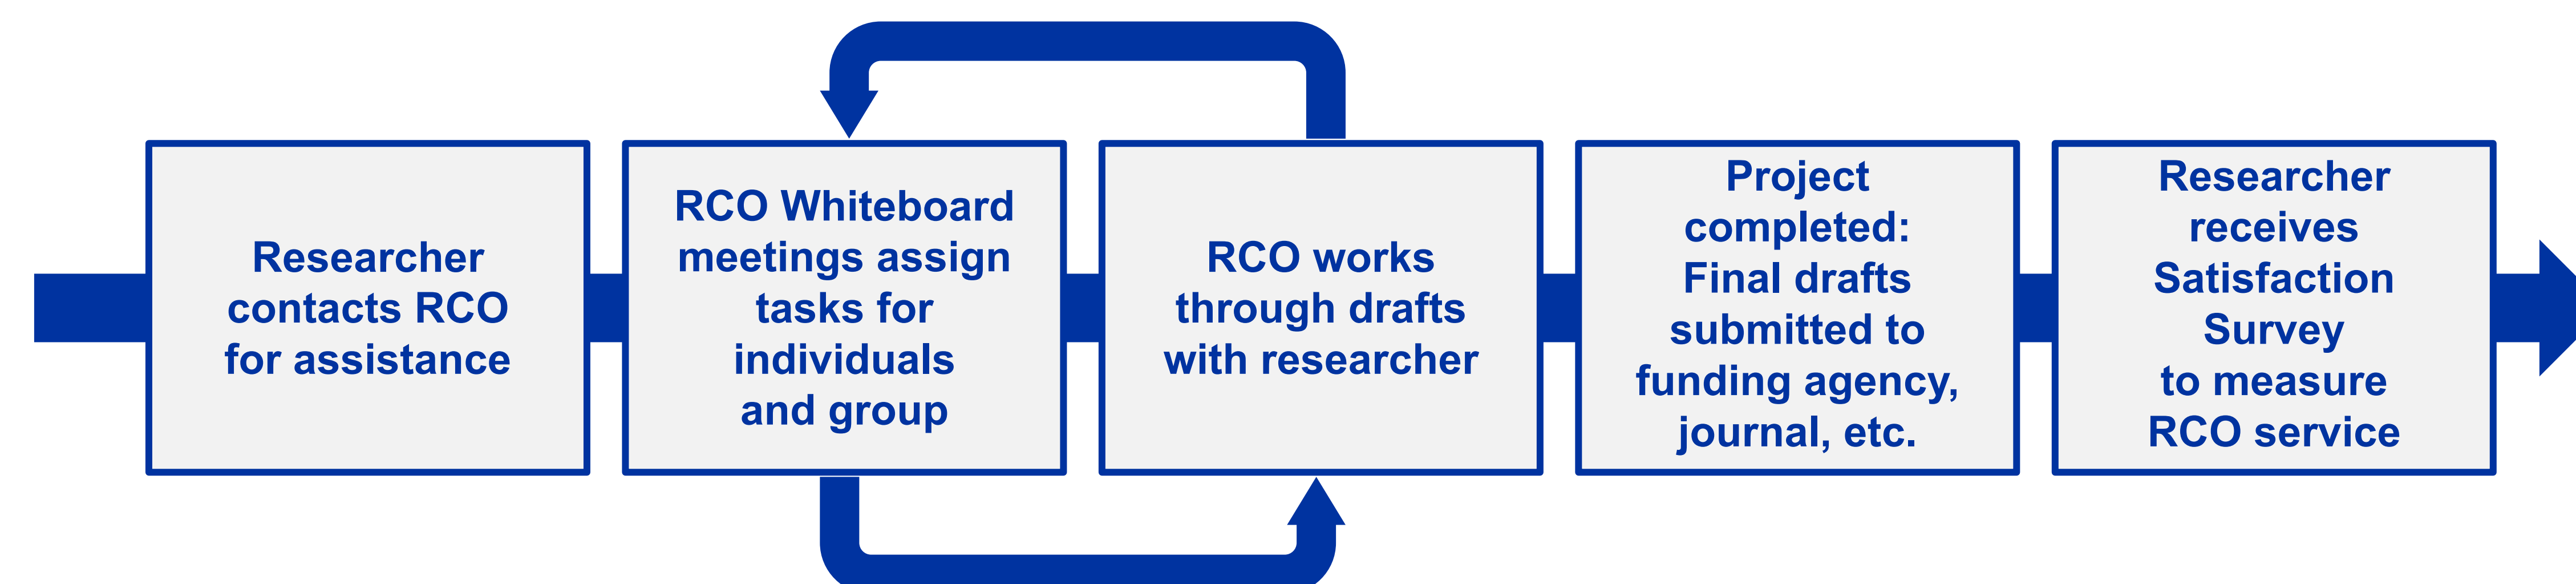 Researcher
contacts RCO
for assistance
RCO Whiteboard
meetings assign
tasks for
individuals
and group
RCO works
through drafts
with researcher
Project
completed:
Final drafts
submitted to
funding agency,
journal, etc.
Researcher
receives
Satisfaction
Survey
to measure
RCO service